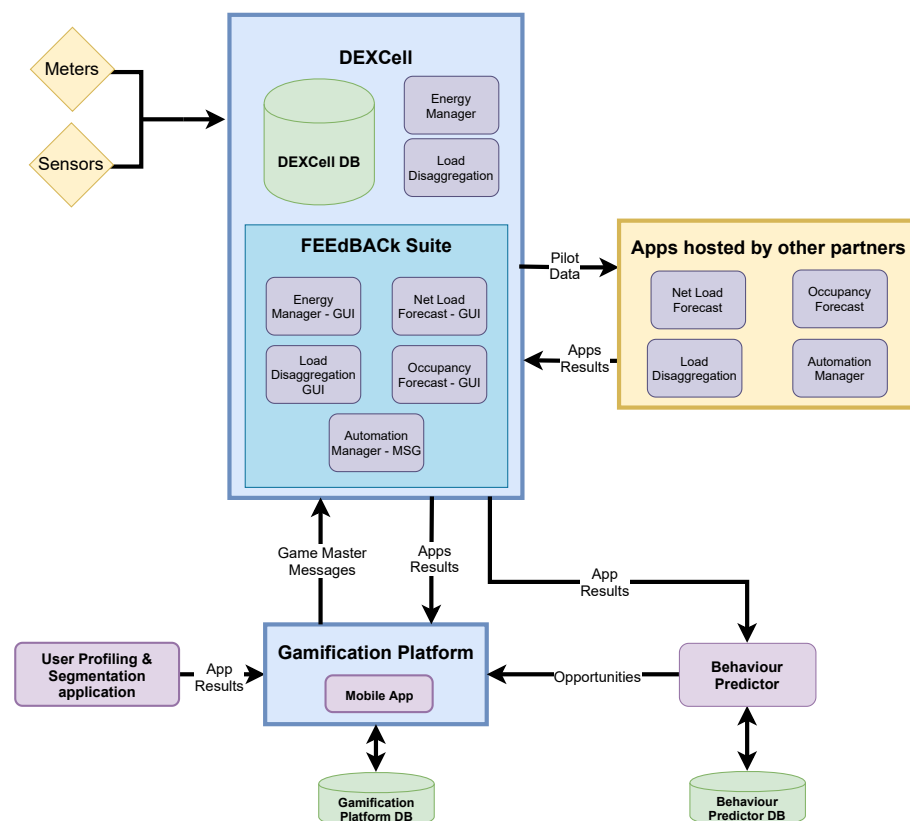 Meters
Sensors
DEXCell
DEXCell DB
Energy
Manager
Load
Disaggregation
FEEdBACk Suite
Energy
Manager - GUI
Net Load
Forecast - GUI
Load
Disaggregation
GUI
Occupancy
Forecast - GUI
Automation
Manager - MSG
Pilot
Data
Apps
Results
Apps hosted by other partners
Net Load
Forecast
Occupancy
Forecast
Load
Disaggregation
Automation
Manager
Game Master
Messages
Apps
Results
App
Results
User Profiling &
Segmentation
application
App
Results
Gamification Platform
Mobile App
Opportunities
Behaviour
Predictor
Gamification
Platform DB
Behaviour
Predictor DB